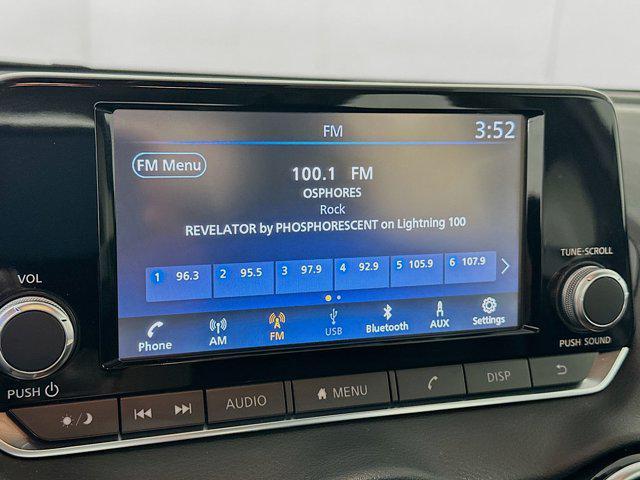 FM 3:52
FM Menu
100.1 FM
OSPHORES
Rock
REVELATOR by PHOSPHORESCENT on Lightning 100
1 96.3 2 95.5 3 97.9 4 92.9 5 105.9 6 107.9
Phone AM FM USB Bluetooth AUX Settings
VOL
PUSH
TUNE·SCROLL
PUSH SOUND
AUDIO MENU DISP